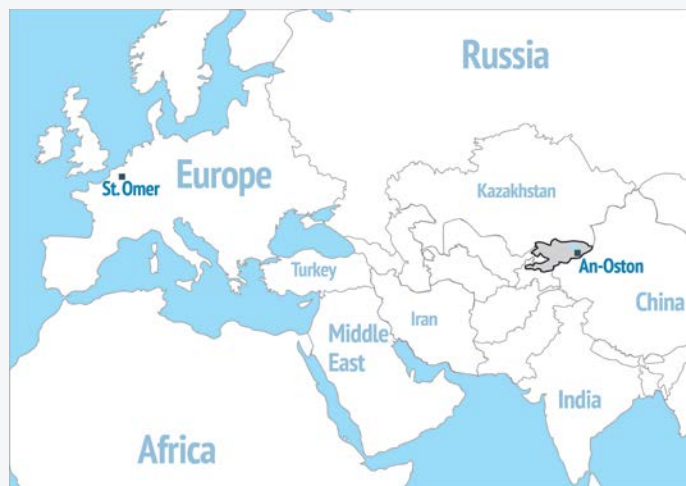 Russia
Europe
St. Omer
Kazakhstan
An-Oston
Turkey
China
Iran
Middle
East
India
Africa